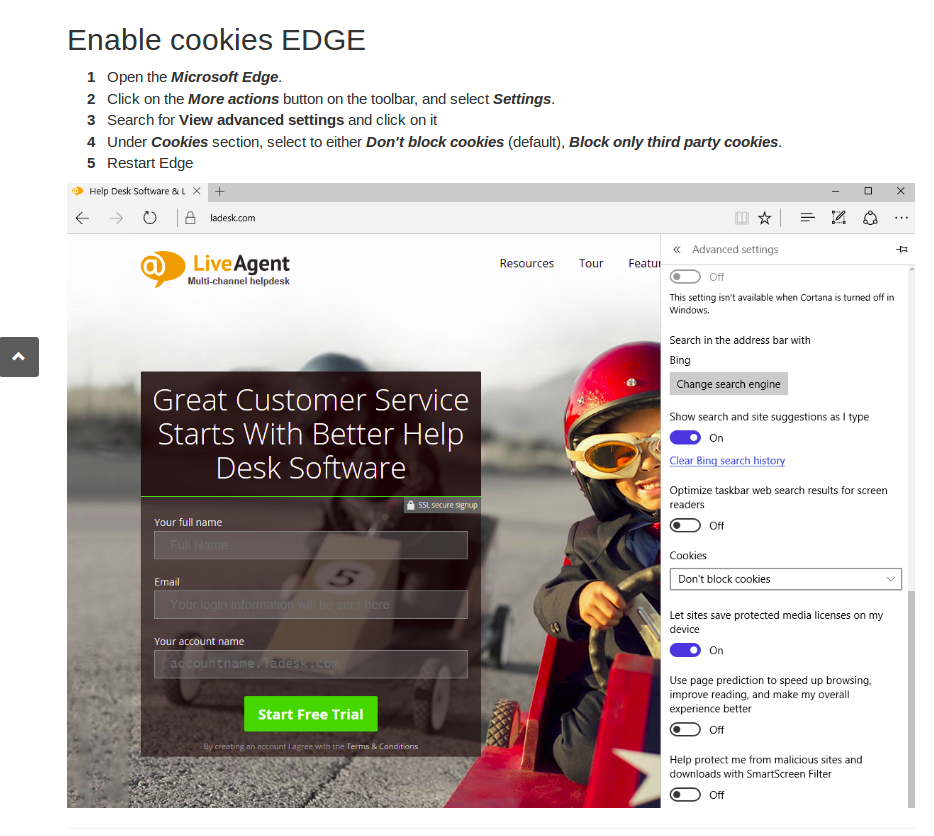 Enable cookies EDGE
1 Open the Microsoft Edge.
2 Click on the More actions button on the toolbar, and select Settings.
3 Search for View advanced settings and click on it
4 Under Cookies section, select to either Don't block cookies (default), Block only third party cookies.
5 Restart Edge
Help Desk Software & L
ladesk.com
LiveAgent
Multi-channel helpdesk
Resources Tour Featur
Great Customer Service
Starts With Better Help
Desk Software
SSL secure signup
Your full name
Full Name
Email
Your login information will be sent here
Your account name
accountname.ladesk.com
Start Free Trial
By creating an account I agree with the Terms & Conditions
5
Advanced settings
Off
This setting isn't available when Cortana is turned off in
Windows.
Search in the address bar with
Bing
Change search engine
Show search and site suggestions as I type
On
Clear Bing search history
Optimize taskbar web search results for screen
readers
Off
Cookies
Don't block cookies
Let sites save protected media licenses on my
device
On
Use page prediction to speed up browsing,
improve reading, and make my overall
experience better
Off
Help protect me from malicious sites and
downloads with SmartScreen Filter
Off